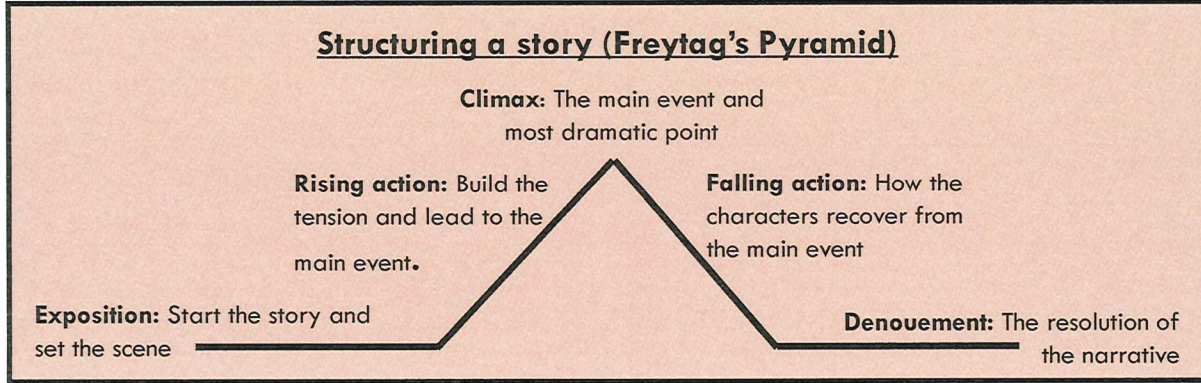 Structuring a story (Freytag's Pyramid)
Climax: The main event and
most dramatic point
Rising action: Build the
tension and lead to the
main event.
Falling action: How the
characters recover from
the main event
Exposition: Start the story and
set the scene
Denouement: The resolution of
the narrative